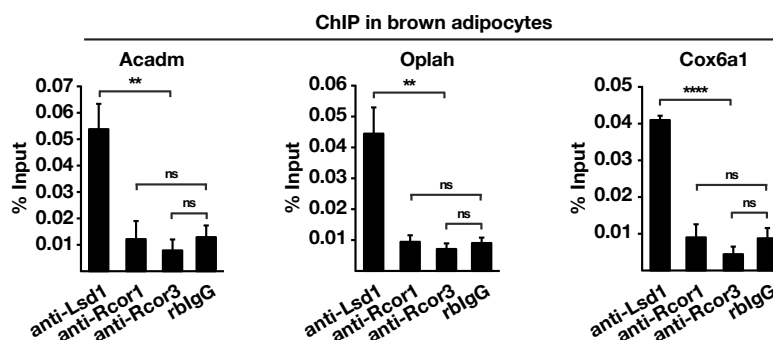 ChIP in brown adipocytes
Acadm
% Input
0.07
0.06
0.05
0.04
0.03
0.02
0.01
**
ns
ns
anti-Lsd1
anti-Rcor1
anti-Rcor3
rbIgG
Oplah
% Input
0.06
0.05
0.04
0.03
0.02
0.01
**
ns
ns
anti-Lsd1
anti-Rcor1
anti-Rcor3
rbIgG
Cox6a1
% Input
0.05
0.04
0.03
0.02
0.01
****
ns
ns
anti-Lsd1
anti-Rcor1
anti-Rcor3
rbIgG